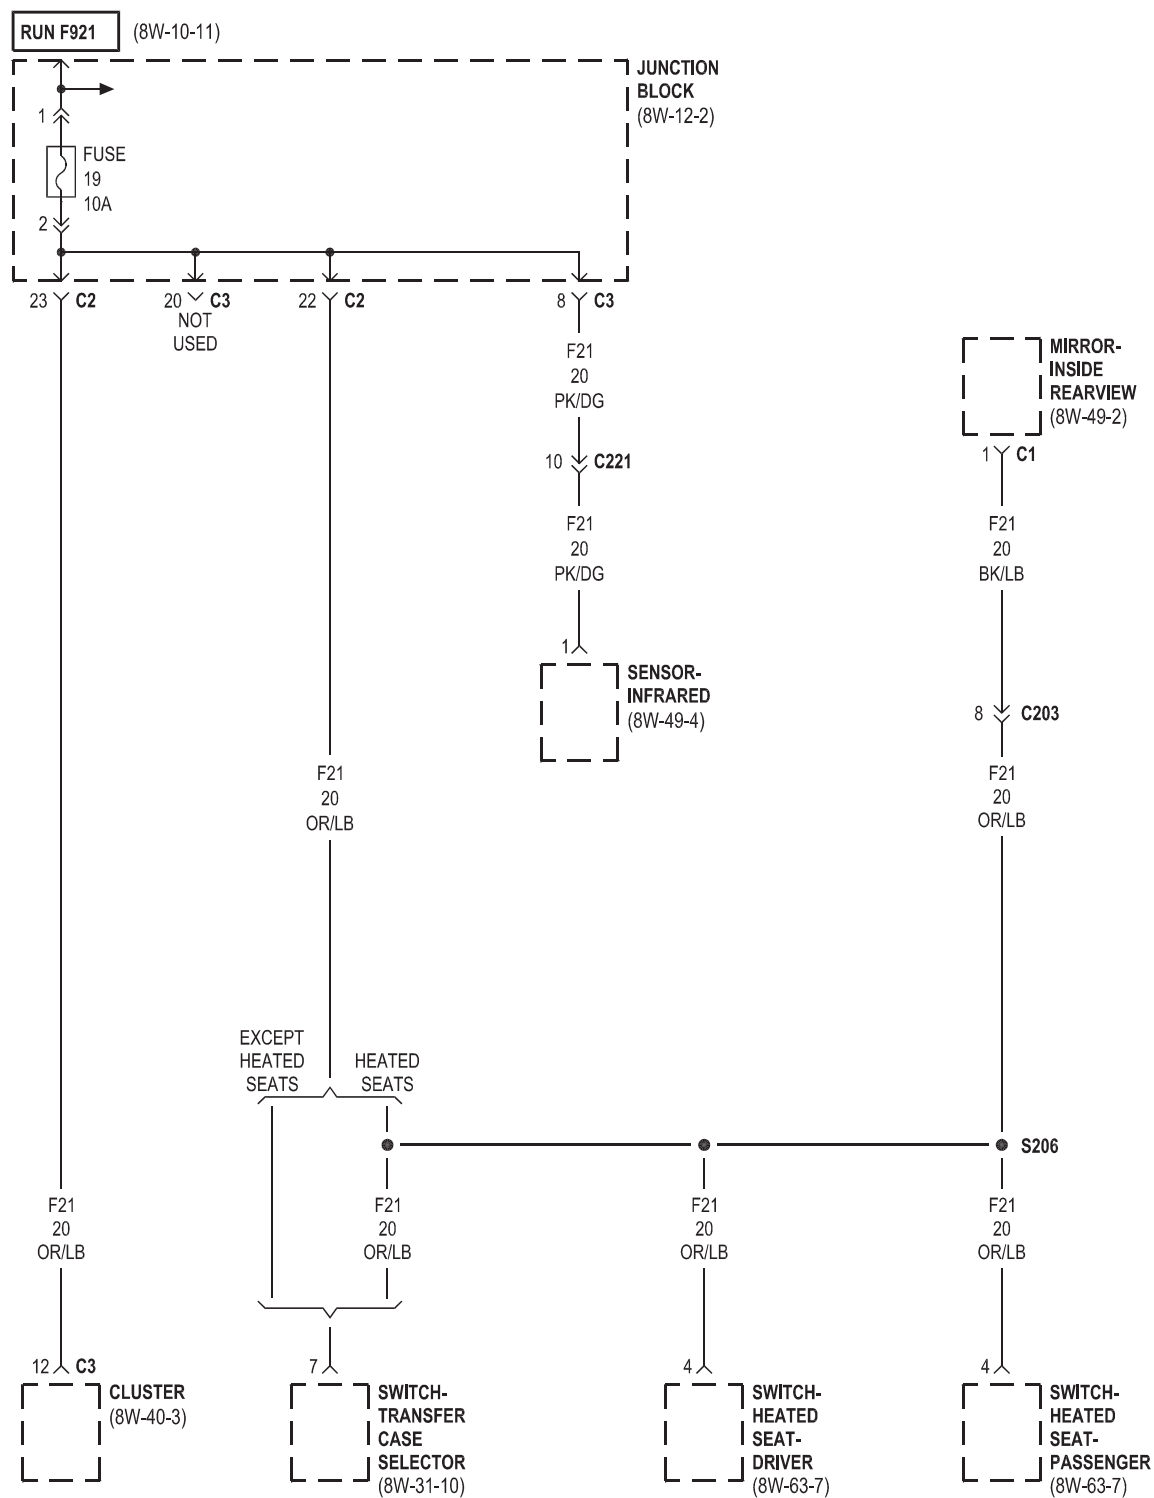 RUN F921 (8W-10-11)
JUNCTION
BLOCK
(8W-12-2)
1
FUSE
19
10A
2
23 C2
20 C3
NOT
USED
22 C2
8 C3
F21
20
PK/DG
10 C221
F21
20
PK/DG
1
SENSOR-
INFRARED
(8W-49-4)
MIRROR-
INSIDE
REARVIEW
(8W-49-2)
1 C1
F21
20
BK/LB
8 C203
F21
20
OR/LB
F21
20
OR/LB
EXCEPT
HEATED
SEATS
HEATED
SEATS
S206
F21
20
OR/LB
F21
20
OR/LB
F21
20
OR/LB
F21
20
OR/LB
12 C3
CLUSTER
(8W-40-3)
7
SWITCH-
TRANSFER
CASE
SELECTOR
(8W-31-10)
4
SWITCH-
HEATED
SEAT-
DRIVER
(8W-63-7)
4
SWITCH-
HEATED
SEAT-
PASSENGER
(8W-63-7)